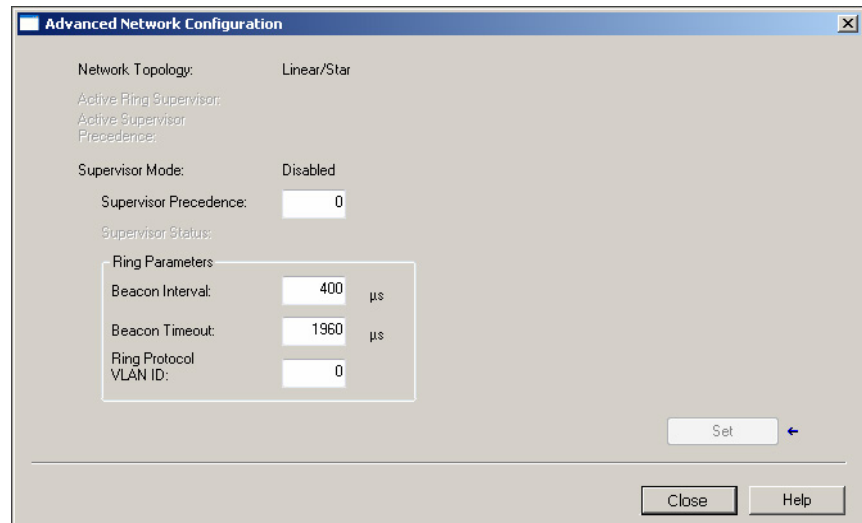 Advanced Network Configuration
Network Topology: Linear/Star
Active Ring Supervisor:
Active Supervisor
Precedence:
Supervisor Mode: Disabled
Supervisor Precedence: 0
Supervisor Status:
Ring Parameters
Beacon Interval: 400 µs
Beacon Timeout: 1960 µs
Ring Protocol
VLAN ID: 0
Set
Close Help